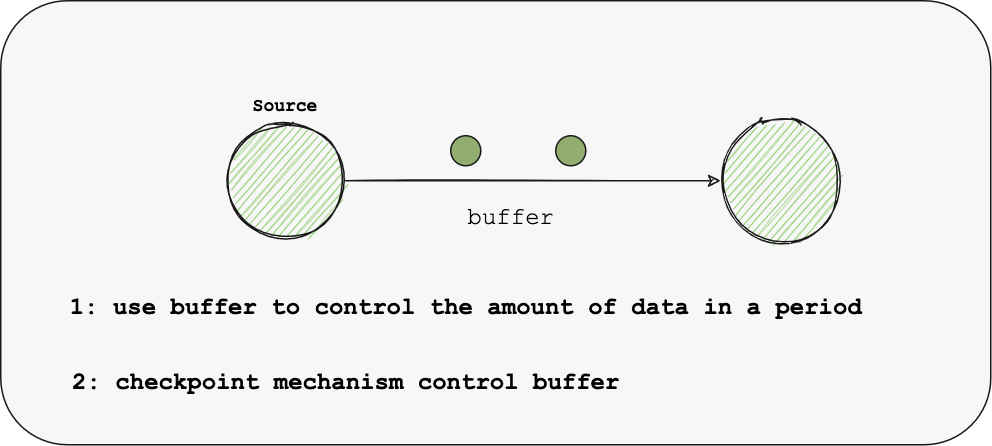 Source
buffer
1: use buffer to control the amount of data in a period
2: checkpoint mechanism control buffer